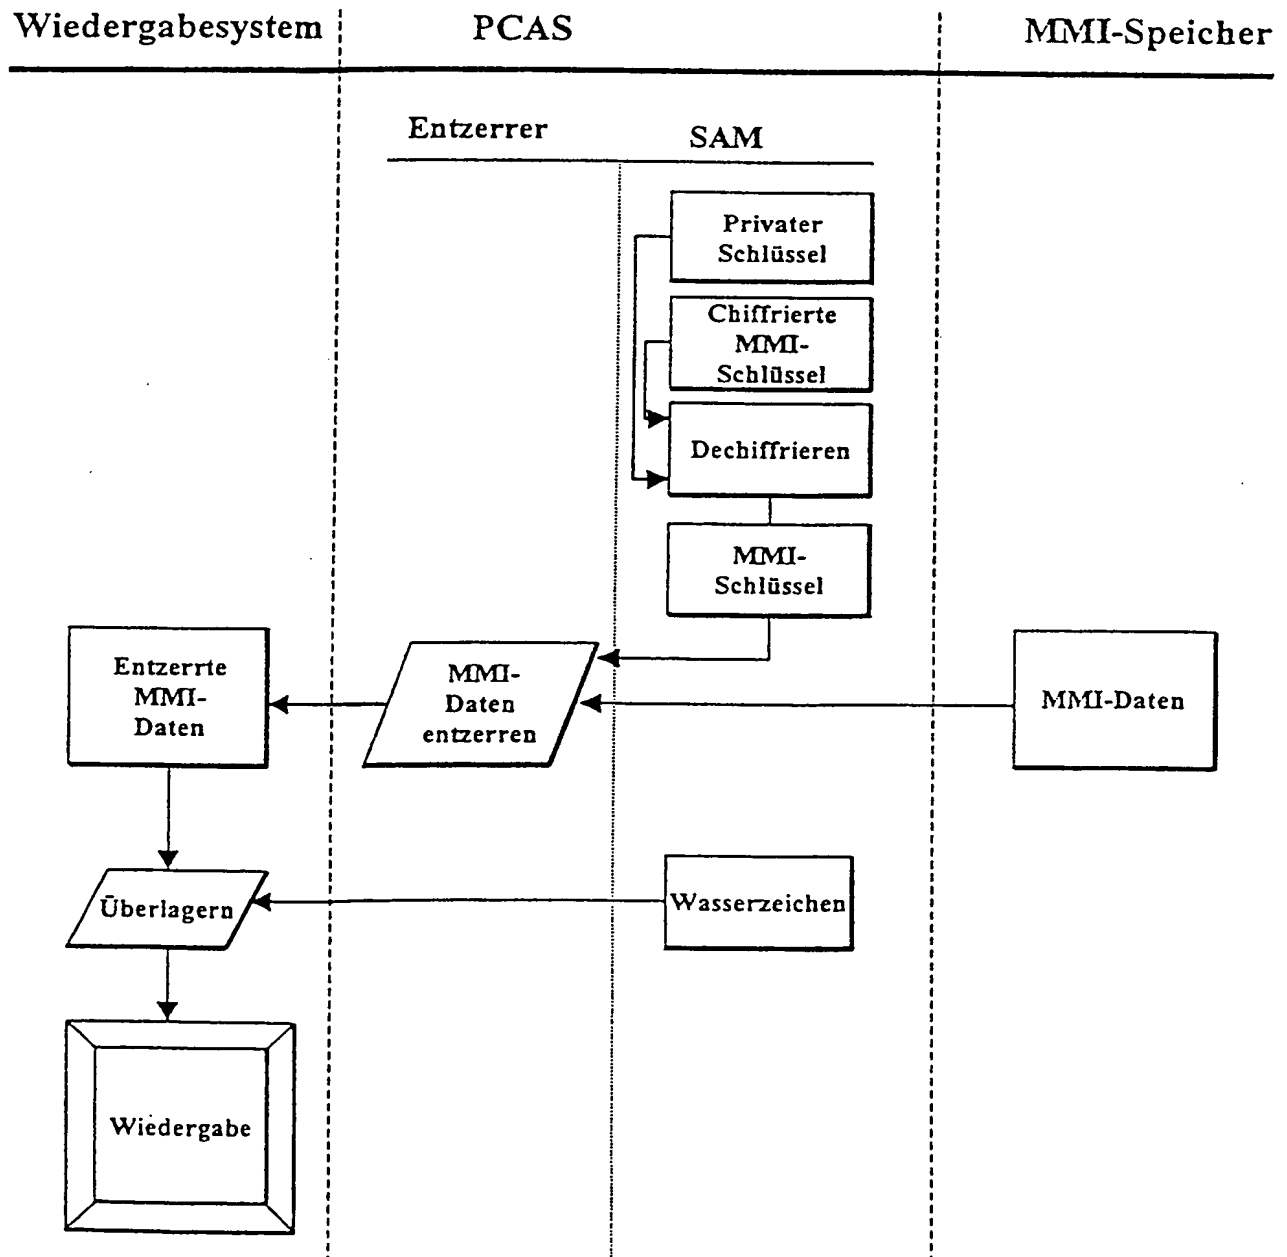 Wiedergabesystem
PCAS
MMI-Speicher
Entzerrer
SAM
Privater
Schlüssel
Chiffrierte
MMI-
Schlüssel
Dechiffrieren
MMI-
Schlüssel
Entzerrte
MMI-
Daten
MMI-
Daten
entzerren
MMI-Daten
Überlagern
Wasserzeichen
Wiedergabe